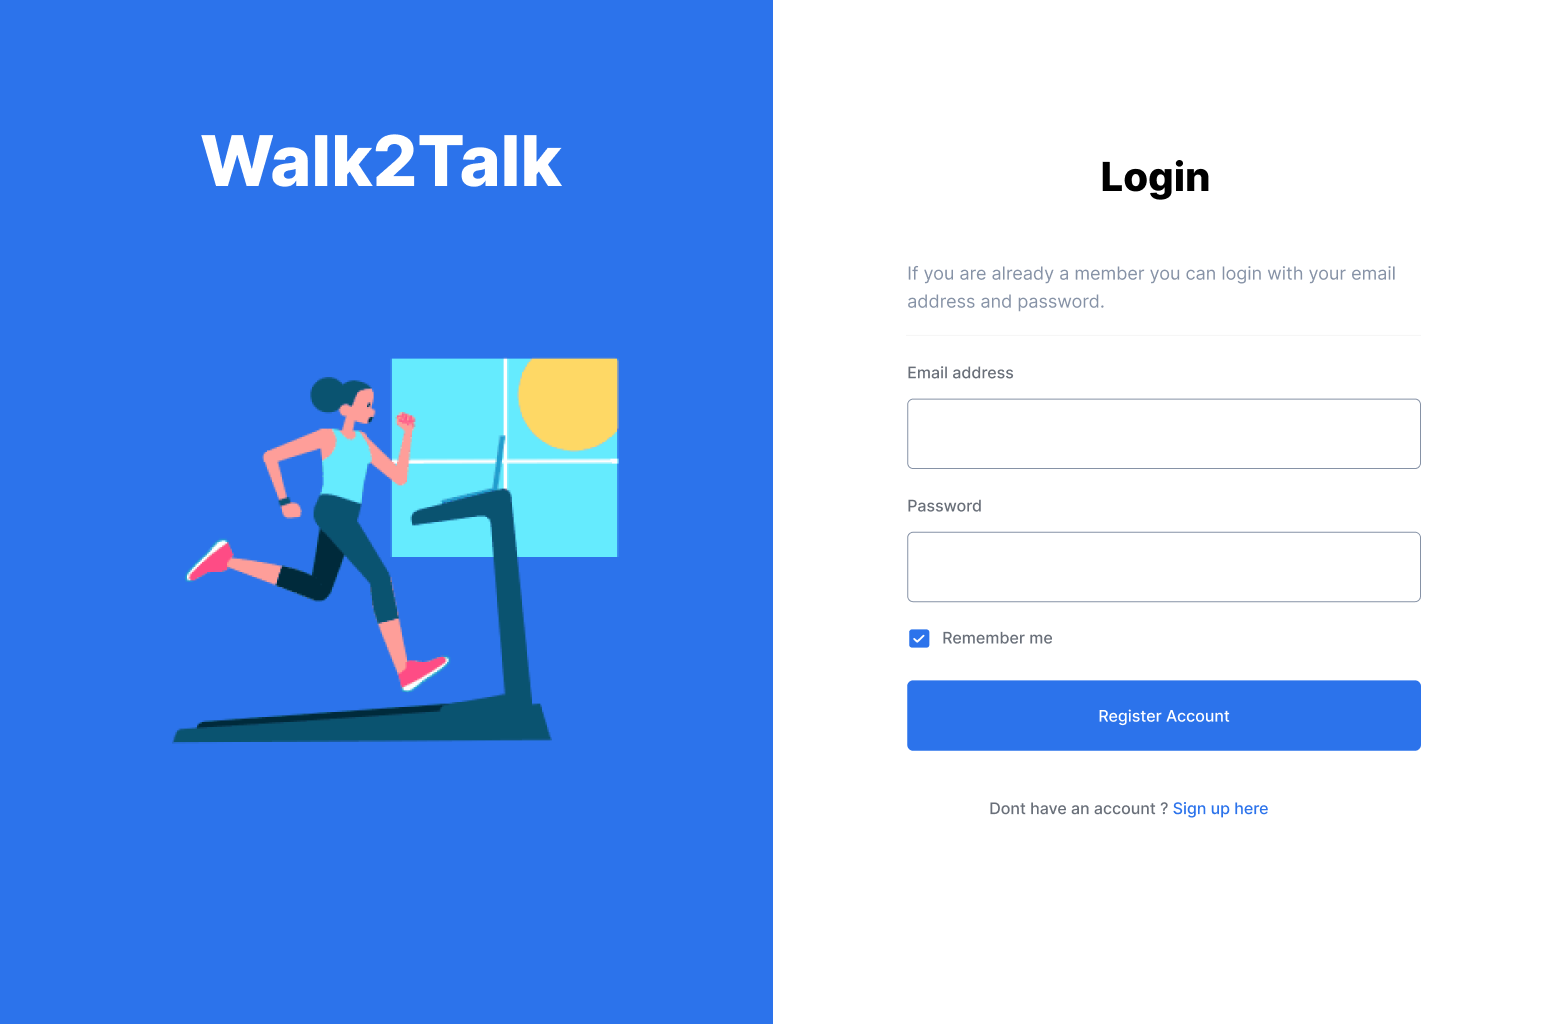 Walk2Talk
Login
If you are already a member you can login with your email
address and password.
Email address
Password
Remember me
Register Account
Dont have an account ? Sign up here